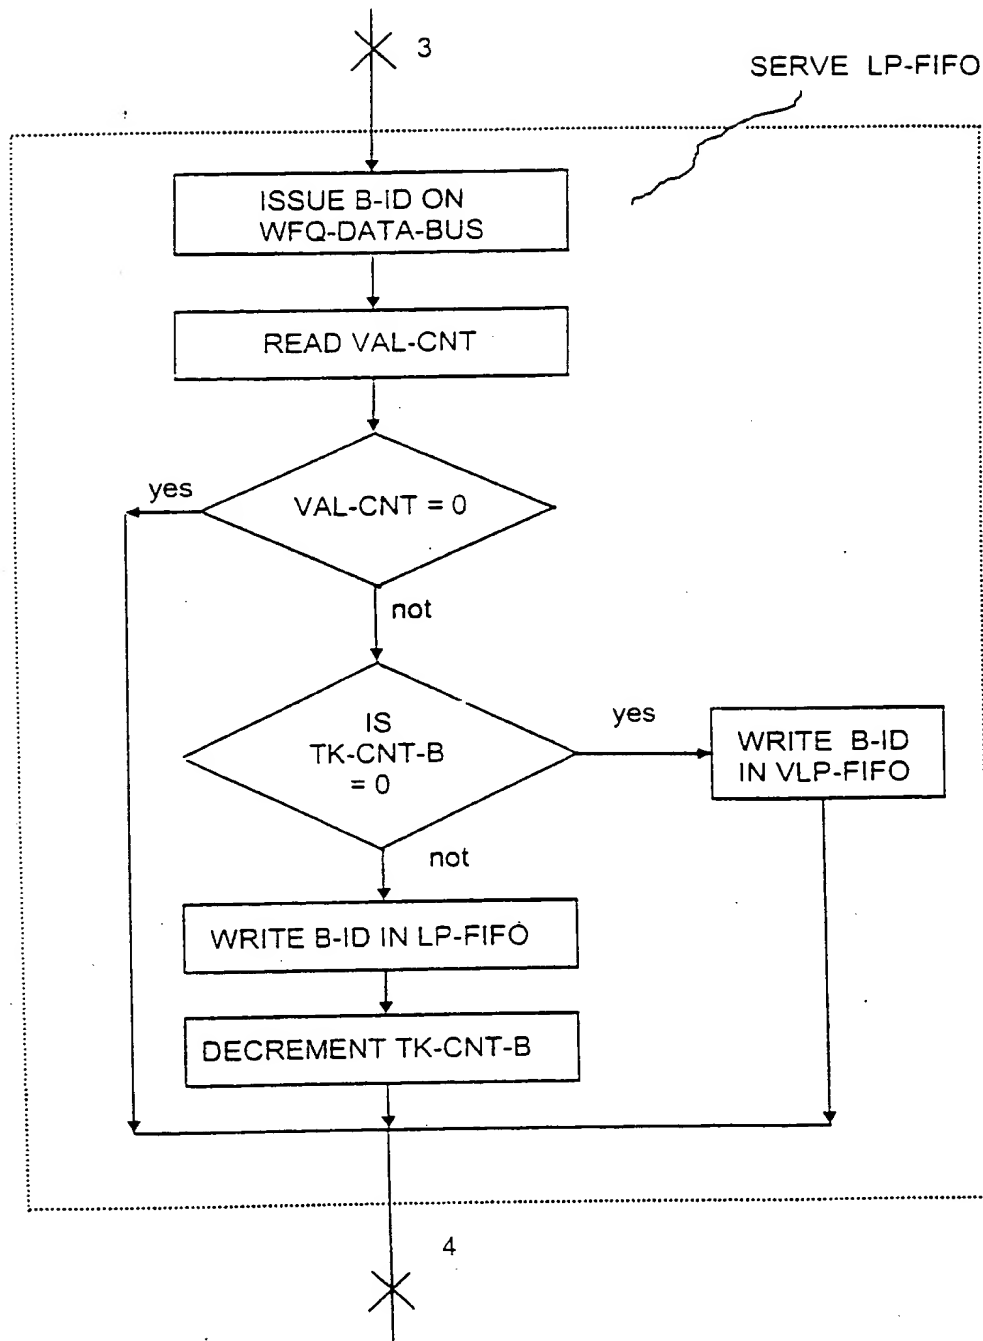 3
SERVE LP-FIFO
ISSUE B-ID ON
WFQ-DATA-BUS
READ VAL-CNT
yes
VAL-CNT = 0
not
IS
TK-CNT-B
= 0
yes
WRITE B-ID
IN VLP-FIFO
not
WRITE B-ID IN LP-FIFO
DECREMENT TK-CNT-B
4